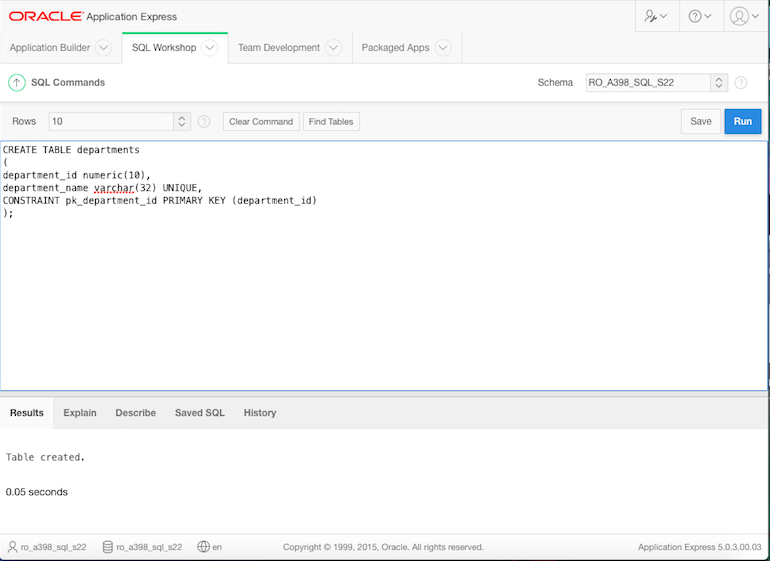 ORACLE® Application Express
Application Builder SQL Workshop Team Development Packaged Apps
SQL Commands Schema RO_A398_SQL_S22
Rows 10 Clear Command Find Tables Save Run
CREATE TABLE departments
(
department_id numeric(10),
department_name varchar(32) UNIQUE,
CONSTRAINT pk_department_id PRIMARY KEY (department_id)
);
Results Explain Describe Saved SQL History
Table created.
0.05 seconds
ro_a398_sql_s22 ro_a398_sql_s22 en Copyright © 1999, 2015, Oracle. All rights reserved. Application Express 5.0.3.00.03